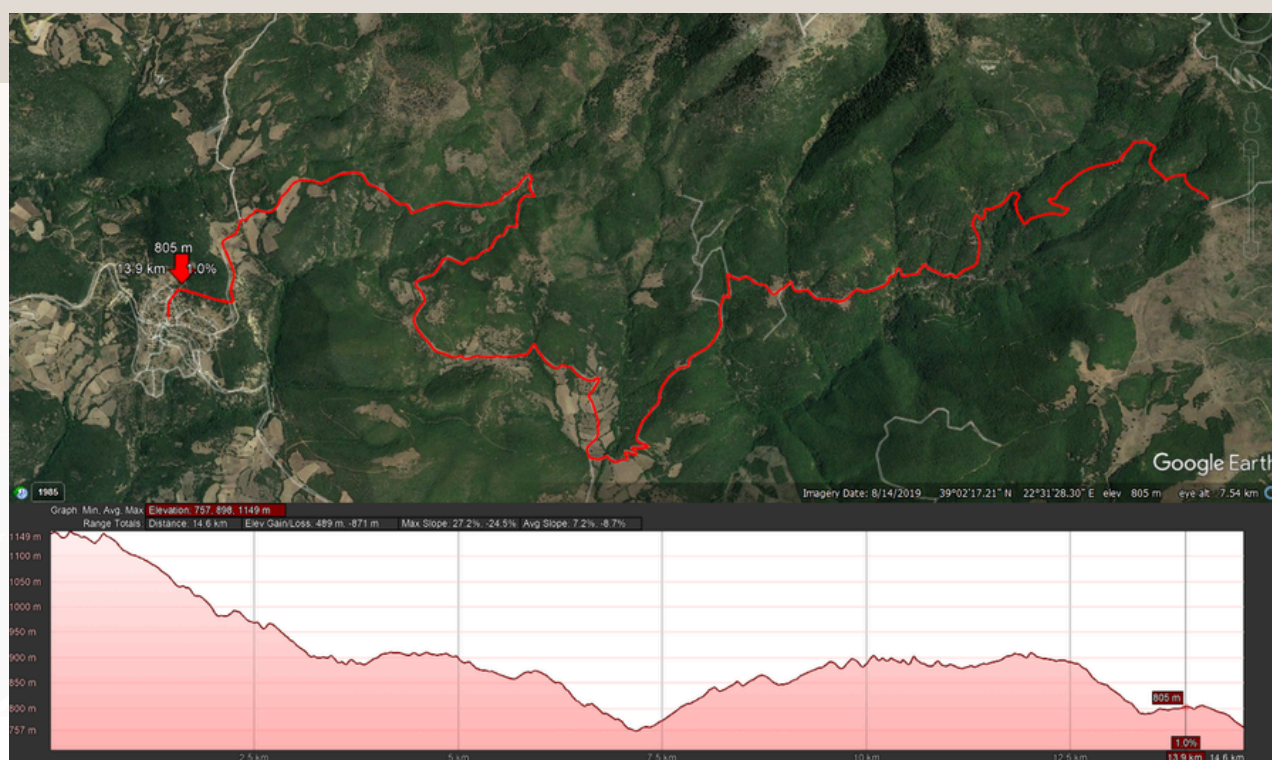 805 m
13.9 km 1.0%
Google Earth
1985
Imagery Date: 8/14/2019 39°02'17.21" N 22°31'28.30" E elev 805 m eye alt 7.54 km
Graph: Min, Avg, Max Elevation: 757, 898, 1149 m
Range Totals: Distance: 14.6 km Elev Gain/Loss: 489 m, -871 m Max Slope: 27.2%, -24.5% Avg Slope: 7.2%, -8.7%
1149 m
1100 m
1050 m
1000 m
950 m
900 m
850 m
800 m
757 m
805 m
1.0%
2.5 km 5 km 7.5 km 10 km 12.5 km 13.9 km 14.6 km